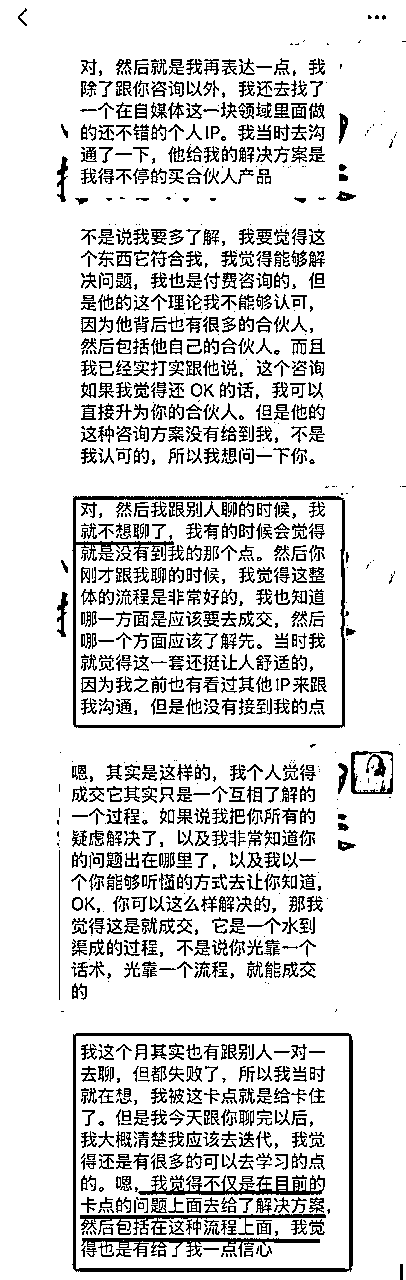 对，然后就是我再表达一点，我
除了跟你咨询以外，我还去找了
一个在自媒体这一块领域里面做
的还不错的个人IP。我当时去沟
通了一下，他给我的解决方案是
我得不停的买合伙人产品
不是说我要多了解，我要觉得这
个东西它符合我，我觉得能够解
决问题，我也是付费咨询的，但
是他的这个理论我不能够认可，
因为他背后也有很多的合伙人，
然后包括他自己的合伙人。而且
我已经实打实跟他说，这个咨询
如果我觉得还 OK 的话，我可以
直接升为你的合伙人。但是他的
这种咨询方案没有给到我，不是
我认可的，所以我想问一下你。
对，然后我跟别人聊的时候，我
就不想聊了，我有的时候会觉得
就是没有到我的那个点。然后你
刚才跟我聊的时候，我觉得这整
体的流程是非常好的，我也知道
哪一方面是应该要去成交，然后
哪一个方面应该了解先。当时我
就觉得这一套还挺让人舒适的，
因为我之前也有看过其他IP来跟
我沟通，但是他没有接到我的点
嗯，其实是这样的，我个人觉得
成交它其实只是一个互相了解的
一个过程。如果说我把你所有的
疑虑解决了，以及我非常知道你
的问题出在哪里了，以及我以一
个你能够听懂的方式去让你知道，
OK，你可以这么样解决的，那我
觉得这是就成交，它是一个水到
渠成的过程，不是说你光靠一个
话术，光靠一个流程，就能成交
的
我这个月其实也有跟别人一对一
去聊，但都失败了，所以我当时
就在想，我被这卡点就是给卡住
了。但是我今天跟你聊完以后，
我大概清楚我应该去迭代，我觉
得还是有很多的可以去学习的点
的。嗯，我觉得不仅是在目前的
卡点的问题上面去给了解决方案，
然后包括在这种流程上面，我觉
得也是有给了我一点信心